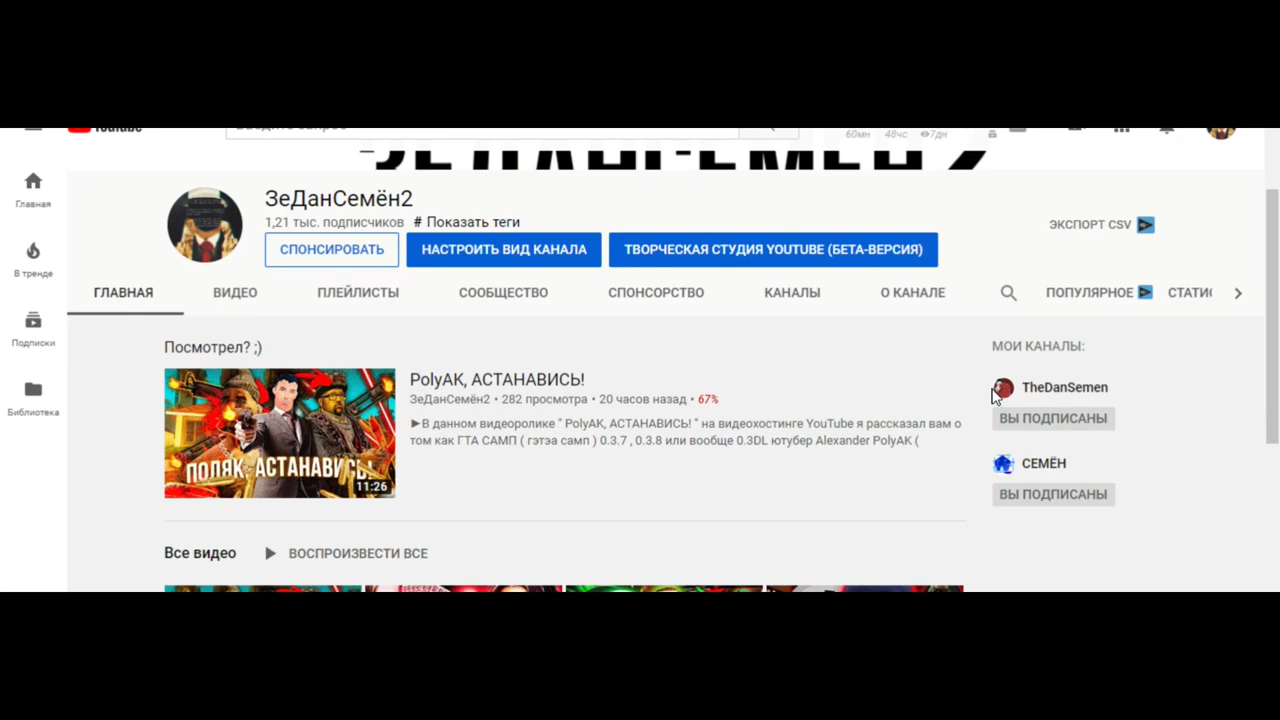 60мн 48чс 7дн
ЗеДанСемён2
1,21 тыс. подписчиков # Показать теги
ЭКСПОРТ CSV
СПОНСИРОВАТЬ НАСТРОИТЬ ВИД КАНАЛА ТВОРЧЕСКАЯ СТУДИЯ YOUTUBE (БЕТА-ВЕРСИЯ)
ГЛАВНАЯ ВИДЕО ПЛЕЙЛИСТЫ СООБЩЕСТВО СПОНСОРСТВО КАНАЛЫ О КАНАЛЕ ПОПУЛЯРНОЕ
Главная
В тренде
Подписки
Библиотека
Посмотрел? ;)
PolyAK, АСТАНАВИСЬ!
ЗеДанСемён2 • 282 просмотра • 20 часов назад • 67%
►В данном видеоролике " PolyAK, АСТАНАВИСЬ! " на видеохостинге YouTube я рассказал вам о
том как ГТА САМП ( гэтэа самп ) 0.3.7 , 0.3.8 или вообще 0.3DL ютубер Alexander PolyAK (
ПОЛЯК, АСТАНАВИСЬ!
11:26
МОИ КАНАЛЫ:
TheDanSemen
ВЫ ПОДПИСАНЫ
СЕМЁН
ВЫ ПОДПИСАНЫ
Все видео ВОСПРОИЗВЕСТИ ВСЕ